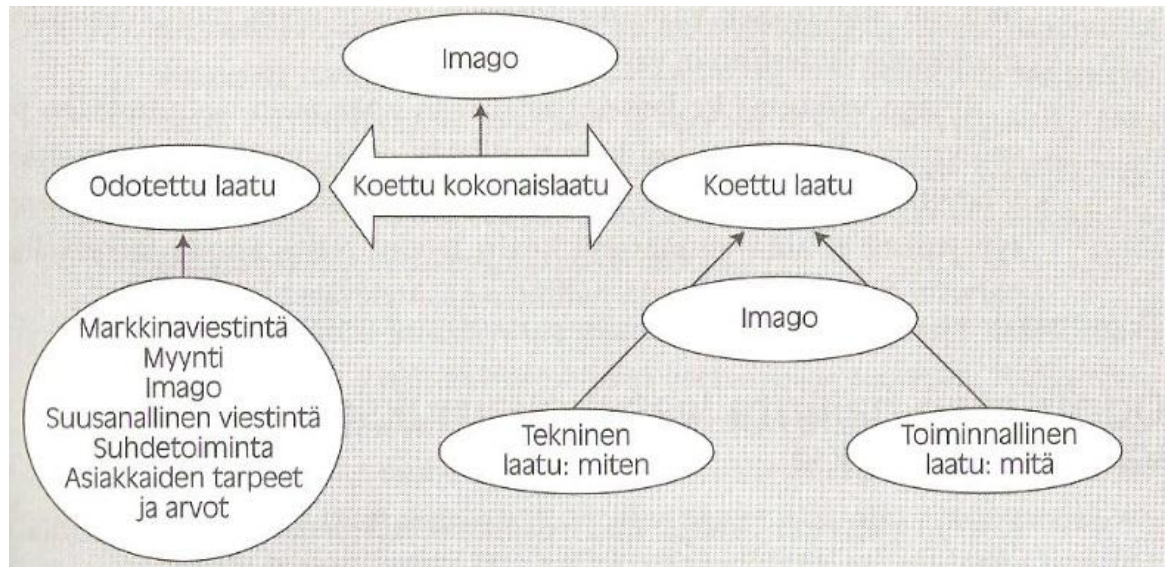 Imago
Odotettu laatu
Koettu kokonaislaatu
Koettu laatu
Markkinaviestintä
Myynti
Imago
Suusanallinen viestintä
Suhdetoiminta
Asiakkaiden tarpeet
ja arvot
Imago
Tekninen
laatu: miten
Toiminnallinen
laatu: mitä